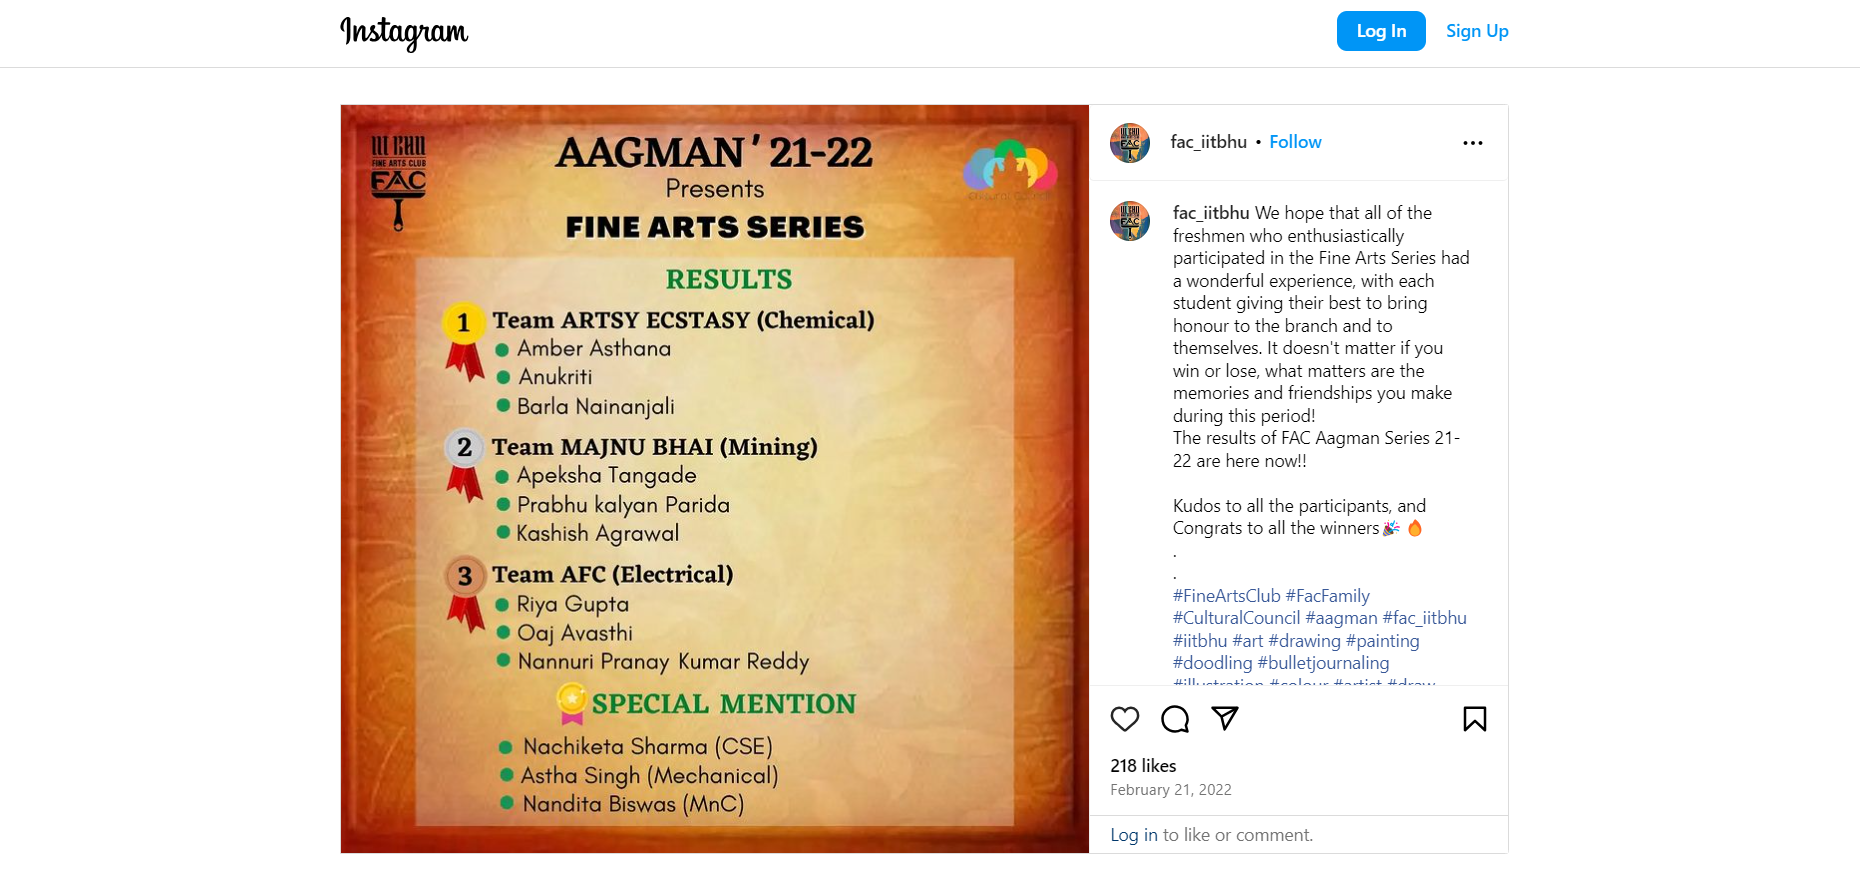 Instagram
Log In
Sign Up
IIT BHU
FINE ARTS CLUB
FAC
AAGMAN ' 21-22
Presents
FINE ARTS SERIES
RESULTS
1 Team ARTSY ECSTASY (Chemical)
Amber Asthana
Anukriti
Barla Nainanjali
2 Team MAJNU BHAI (Mining)
Apeksha Tangade
Prabhu kalyan Parida
Kashish Agrawal
3 Team AFC (Electrical)
Riya Gupta
Oaj Avasthi
Nannuri Pranay Kumar Reddy
SPECIAL MENTION
Nachiketa Sharma (CSE)
Astha Singh (Mechanical)
Nandita Biswas (MnC)
fac_iitbhu • Follow
fac_iitbhu We hope that all of the
freshmen who enthusiastically
participated in the Fine Arts Series had
a wonderful experience, with each
student giving their best to bring
honour to the branch and to
themselves. It doesn't matter if you
win or lose, what matters are the
memories and friendships you make
during this period!
The results of FAC Aagman Series 21-
22 are here now!!
Kudos to all the participants, and
Congrats to all the winners🎉 🔥
.
.
#FineArtsClub #FacFamily
#CulturalCouncil #aagman #fac_iitbhu
#iitbhu #art #drawing #painting
#doodling #bulletjournaling
#illustration #colour #artist #draw
218 likes
February 21, 2022
Log in to like or comment.